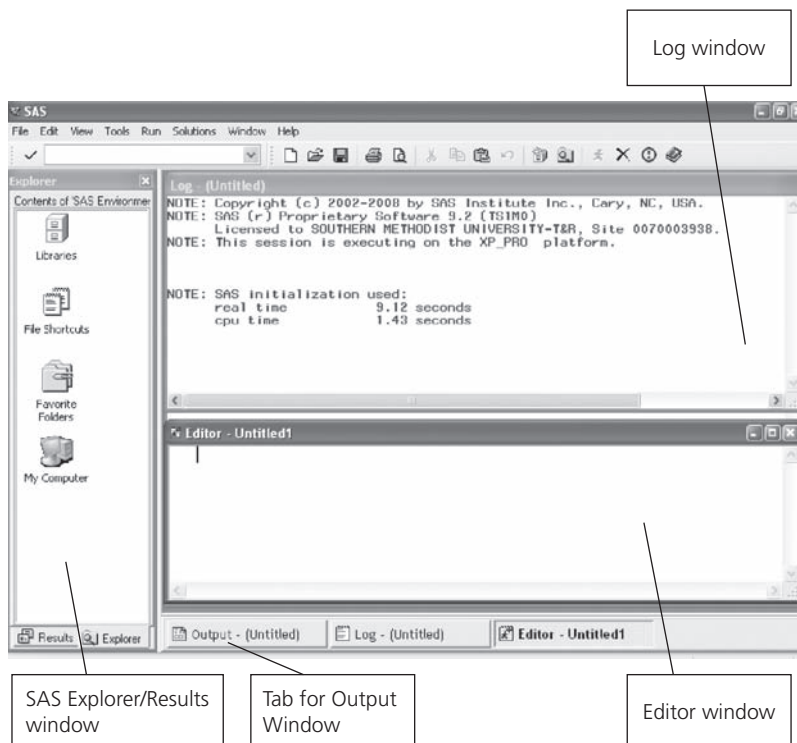 Log window
SAS
File Edit View Tools Run Solutions Window Help
Explorer
Contents of 'SAS Environmer
Libraries
File Shortcuts
Favorite
Folders
My Computer
Results Explorer
Log - (Untitled)
NOTE: Copyright (c) 2002-2008 by SAS Institute Inc., Cary, NC, USA.
NOTE: SAS (r) Proprietary Software 9.2 (TS1M0)
Licensed to SOUTHERN METHODIST UNIVERSITY-T&R, Site 0070003938.
NOTE: This session is executing on the XP_PRO platform.
NOTE: SAS initialization used:
real time 9.12 seconds
cpu time 1.43 seconds
Editor - Untitled1
Output - (Untitled) Log - (Untitled) Editor - Untitled1
SAS Explorer/Results
window
Tab for Output
Window
Editor window